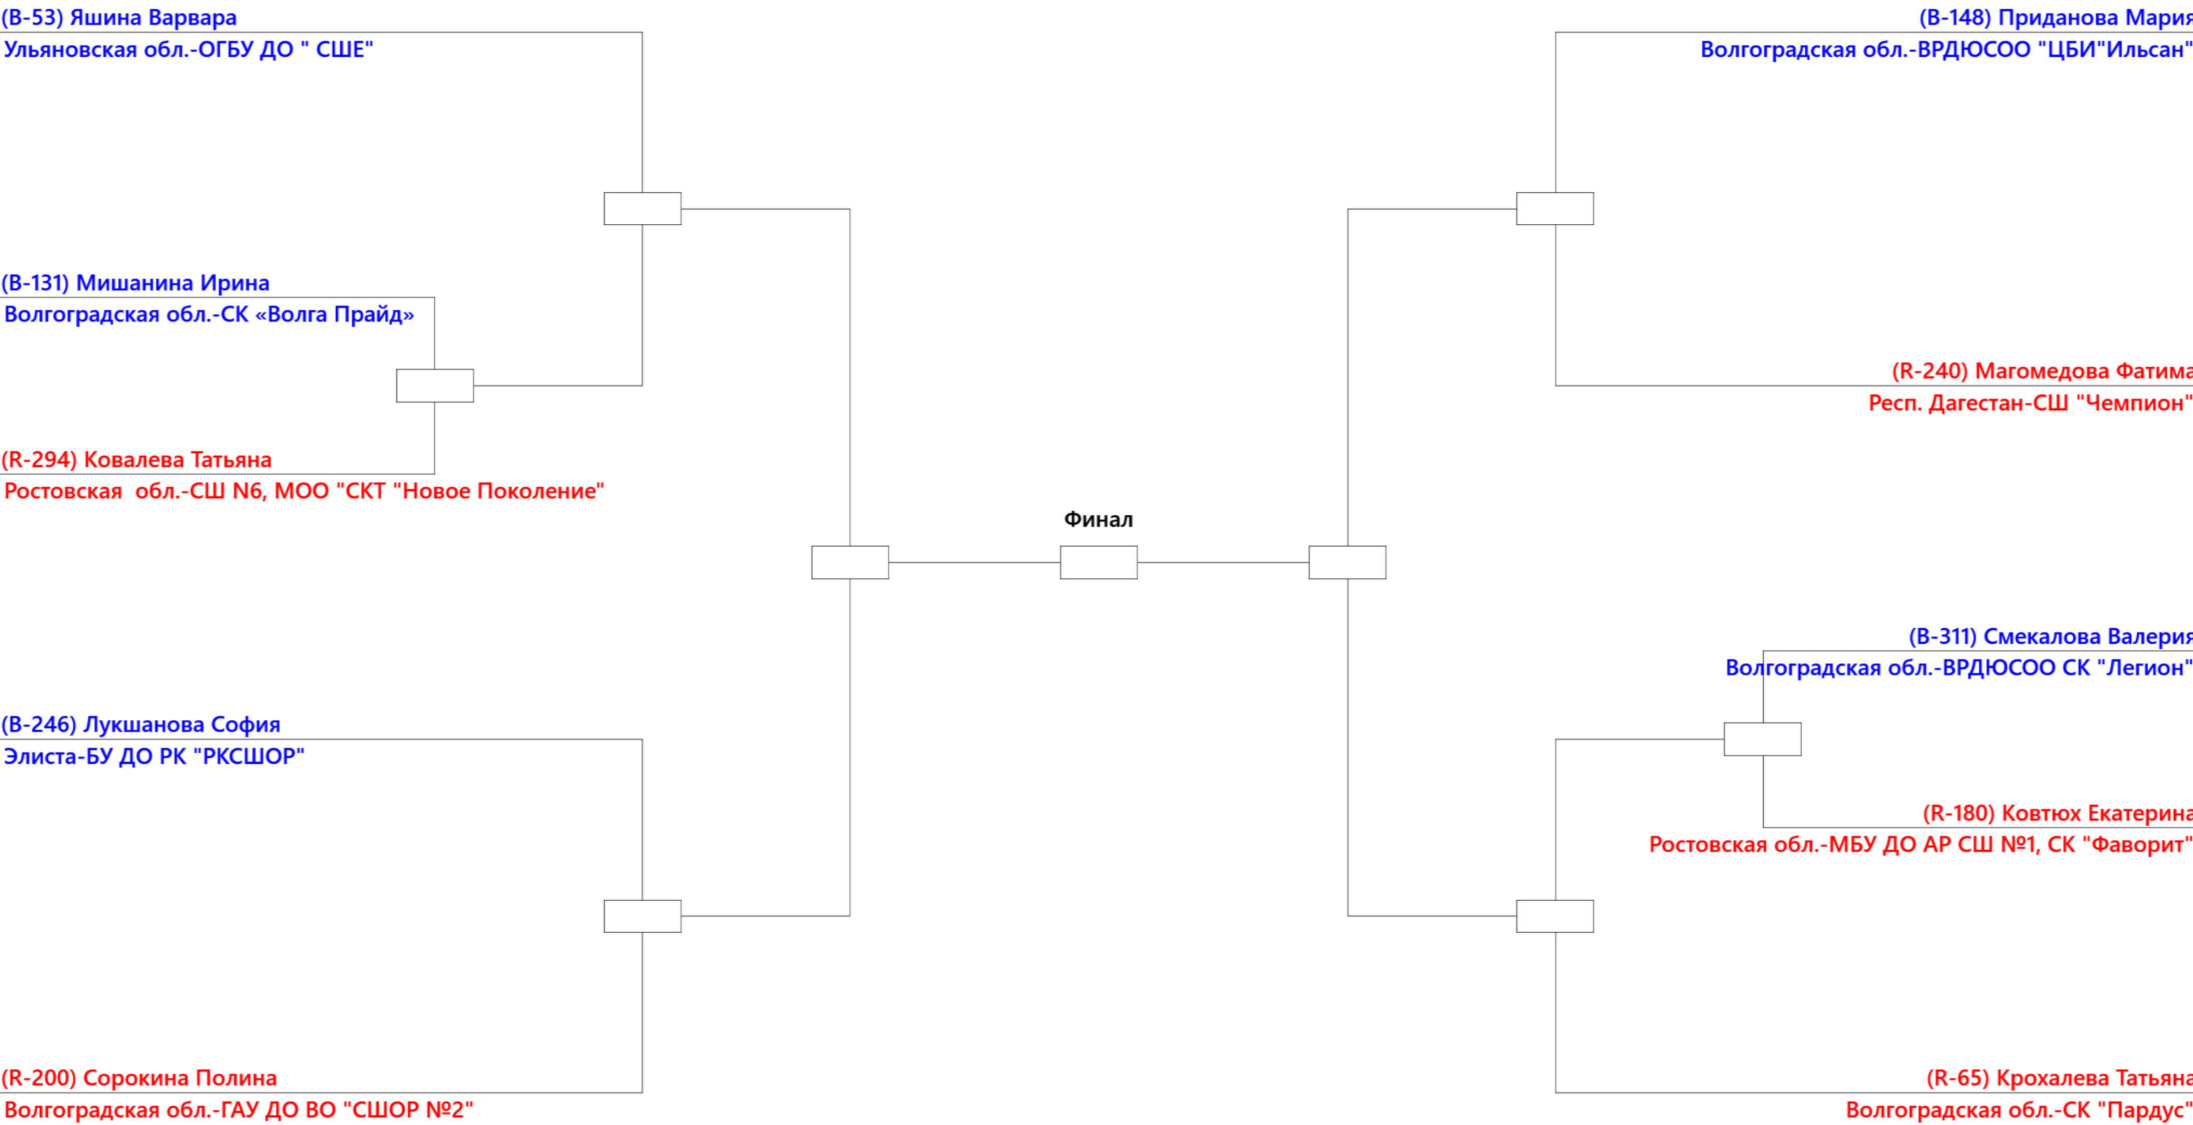 (B-53) Яшина Варвара
Ульяновская обл.-ОГБУ ДО " СШЕ"
(B-131) Мишанина Ирина
Волгоградская обл.-СК «Волга Прайд»
(R-294) Ковалева Татьяна
Ростовская  обл.-СШ N6, МОО "СКТ "Новое Поколение"
(B-246) Лукшанова София
Элиста-БУ ДО РК "РКСШОР"
(R-200) Сорокина Полина
Волгоградская обл.-ГАУ ДО ВО "СШОР №2"
Финал
(B-148) Приданова Мария
Волгоградская обл.-ВРДЮСОО "ЦБИ"Ильсан"
(R-240) Магомедова Фатима
Респ. Дагестан-СШ "Чемпион"
(B-311) Смекалова Валерия
Волгоградская обл.-ВРДЮСОО СК "Легион"
(R-180) Ковтюх Екатерина
Ростовская обл.-МБУ ДО АР СШ №1, СК "Фаворит"
(R-65) Крохалева Татьяна
Волгоградская обл.-СК "Пардус"